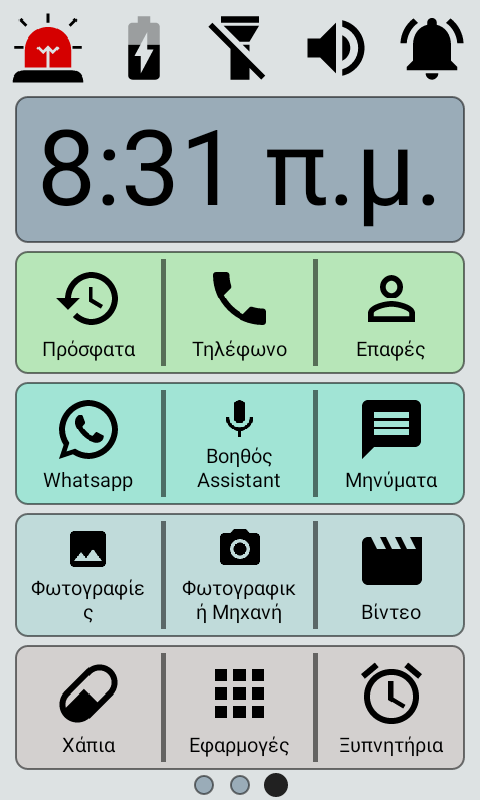 8:31 π.μ.
Πρόσφατα
Τηλέφωνο
Επαφές
Whatsapp
Βοηθός
Assistant
Μηνύματα
Φωτογραφίε
ς
Φωτογραφικ
ή Μηχανή
Βίντεο
Χάπια
Εφαρμογές
Ξυπνητήρια